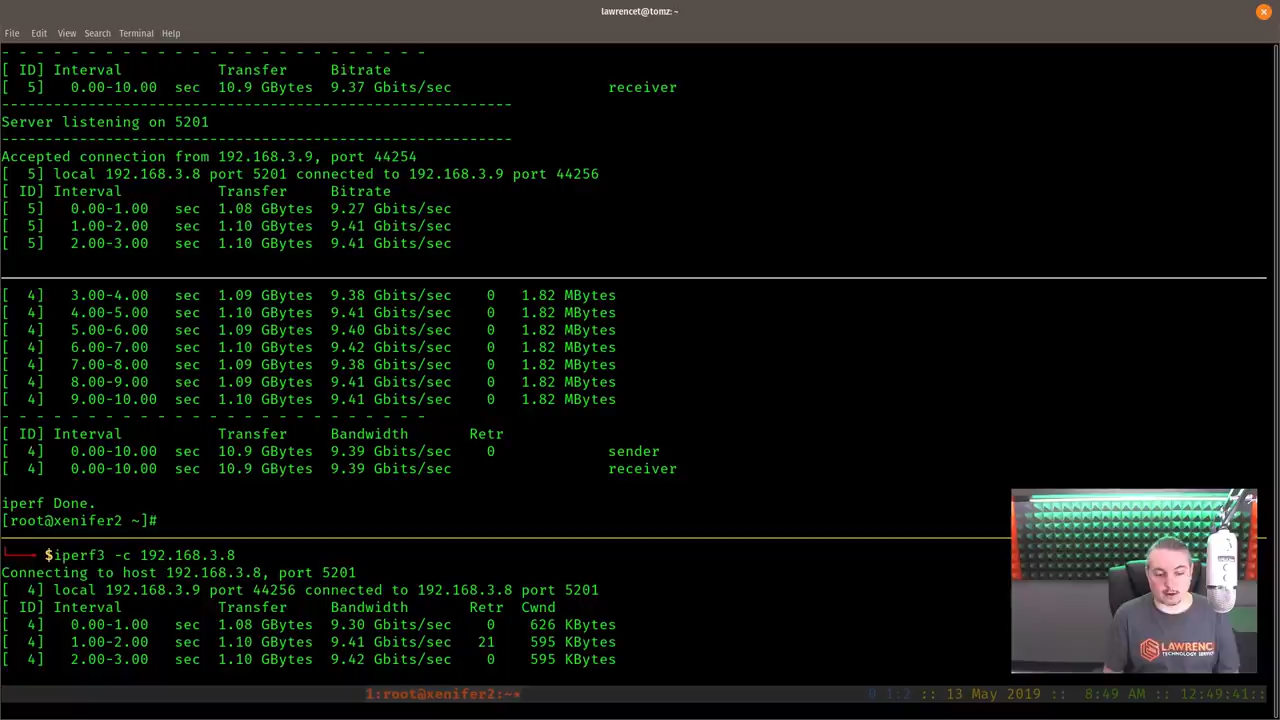 lawrencet@tomz: ~
File Edit View Search Terminal Help
- - - - - - - - - - - - - - - - - - - - - - - - -
[ ID] Interval Transfer Bitrate
[ 5] 0.00-10.00 sec 10.9 GBytes 9.37 Gbits/sec receiver
-----------------------------------------------------------
Server listening on 5201
-----------------------------------------------------------
Accepted connection from 192.168.3.9, port 44254
[ 5] local 192.168.3.8 port 5201 connected to 192.168.3.9 port 44256
[ ID] Interval Transfer Bitrate
[ 5] 0.00-1.00 sec 1.08 GBytes 9.27 Gbits/sec
[ 5] 1.00-2.00 sec 1.10 GBytes 9.41 Gbits/sec
[ 5] 2.00-3.00 sec 1.10 GBytes 9.41 Gbits/sec
[ 4] 3.00-4.00 sec 1.09 GBytes 9.38 Gbits/sec 0 1.82 MBytes
[ 4] 4.00-5.00 sec 1.10 GBytes 9.41 Gbits/sec 0 1.82 MBytes
[ 4] 5.00-6.00 sec 1.09 GBytes 9.40 Gbits/sec 0 1.82 MBytes
[ 4] 6.00-7.00 sec 1.10 GBytes 9.42 Gbits/sec 0 1.82 MBytes
[ 4] 7.00-8.00 sec 1.09 GBytes 9.38 Gbits/sec 0 1.82 MBytes
[ 4] 8.00-9.00 sec 1.09 GBytes 9.41 Gbits/sec 0 1.82 MBytes
[ 4] 9.00-10.00 sec 1.10 GBytes 9.41 Gbits/sec 0 1.82 MBytes
- - - - - - - - - - - - - - - - - - - - - - - - -
[ ID] Interval Transfer Bandwidth Retr
[ 4] 0.00-10.00 sec 10.9 GBytes 9.39 Gbits/sec 0 sender
[ 4] 0.00-10.00 sec 10.9 GBytes 9.39 Gbits/sec receiver
iperf Done.
[root@xenifer2 ~]#
$iperf3 -c 192.168.3.8
Connecting to host 192.168.3.8, port 5201
[ 4] local 192.168.3.9 port 44256 connected to 192.168.3.8 port 5201
[ ID] Interval Transfer Bandwidth Retr Cwnd
[ 4] 0.00-1.00 sec 1.08 GBytes 9.30 Gbits/sec 0 626 KBytes
[ 4] 1.00-2.00 sec 1.10 GBytes 9.41 Gbits/sec 21 595 KBytes
[ 4] 2.00-3.00 sec 1.10 GBytes 9.42 Gbits/sec 0 595 KBytes
LAWRENC
TECHNOLOGY SERVIC
1:root@xenifer2:~* 0 1:2 :: 13 May 2019 :: 8:49 AM :: 12:49:41::